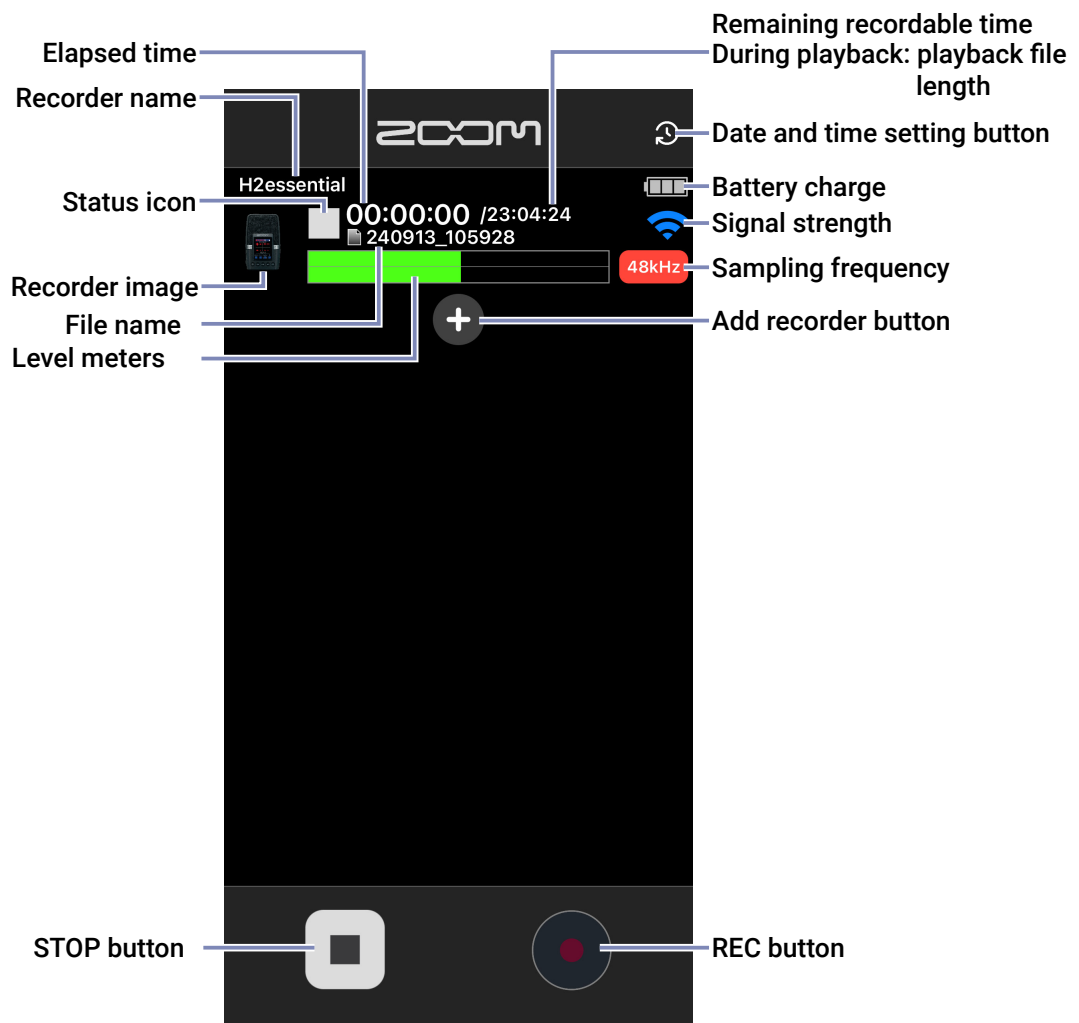 Remaining recordable time
Elapsed time
During playback: playback file
length
Recorder name
ZOOM
Date and time setting button
H2essential
Battery charge
Status icon
00:00:00 /23:04:24
Signal strength
240913_105928
48kHz
Sampling frequency
Recorder image
File name
Add recorder button
Level meters
STOP button
REC button